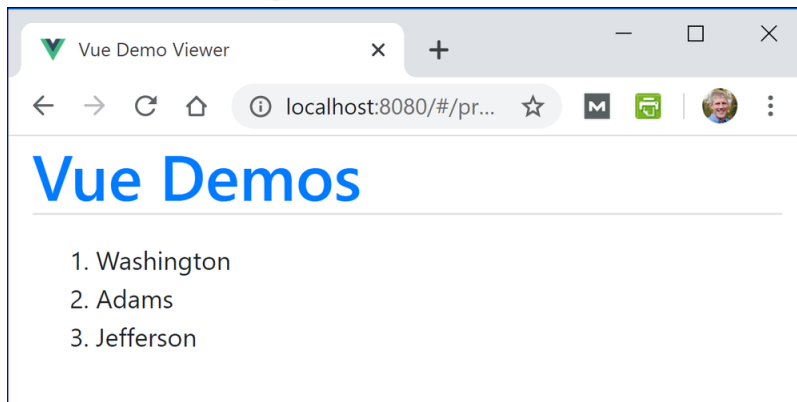 Vue Demo Viewer
localhost:8080/#/pr...
M
Vue Demos
1. Washington
2. Adams
3. Jefferson